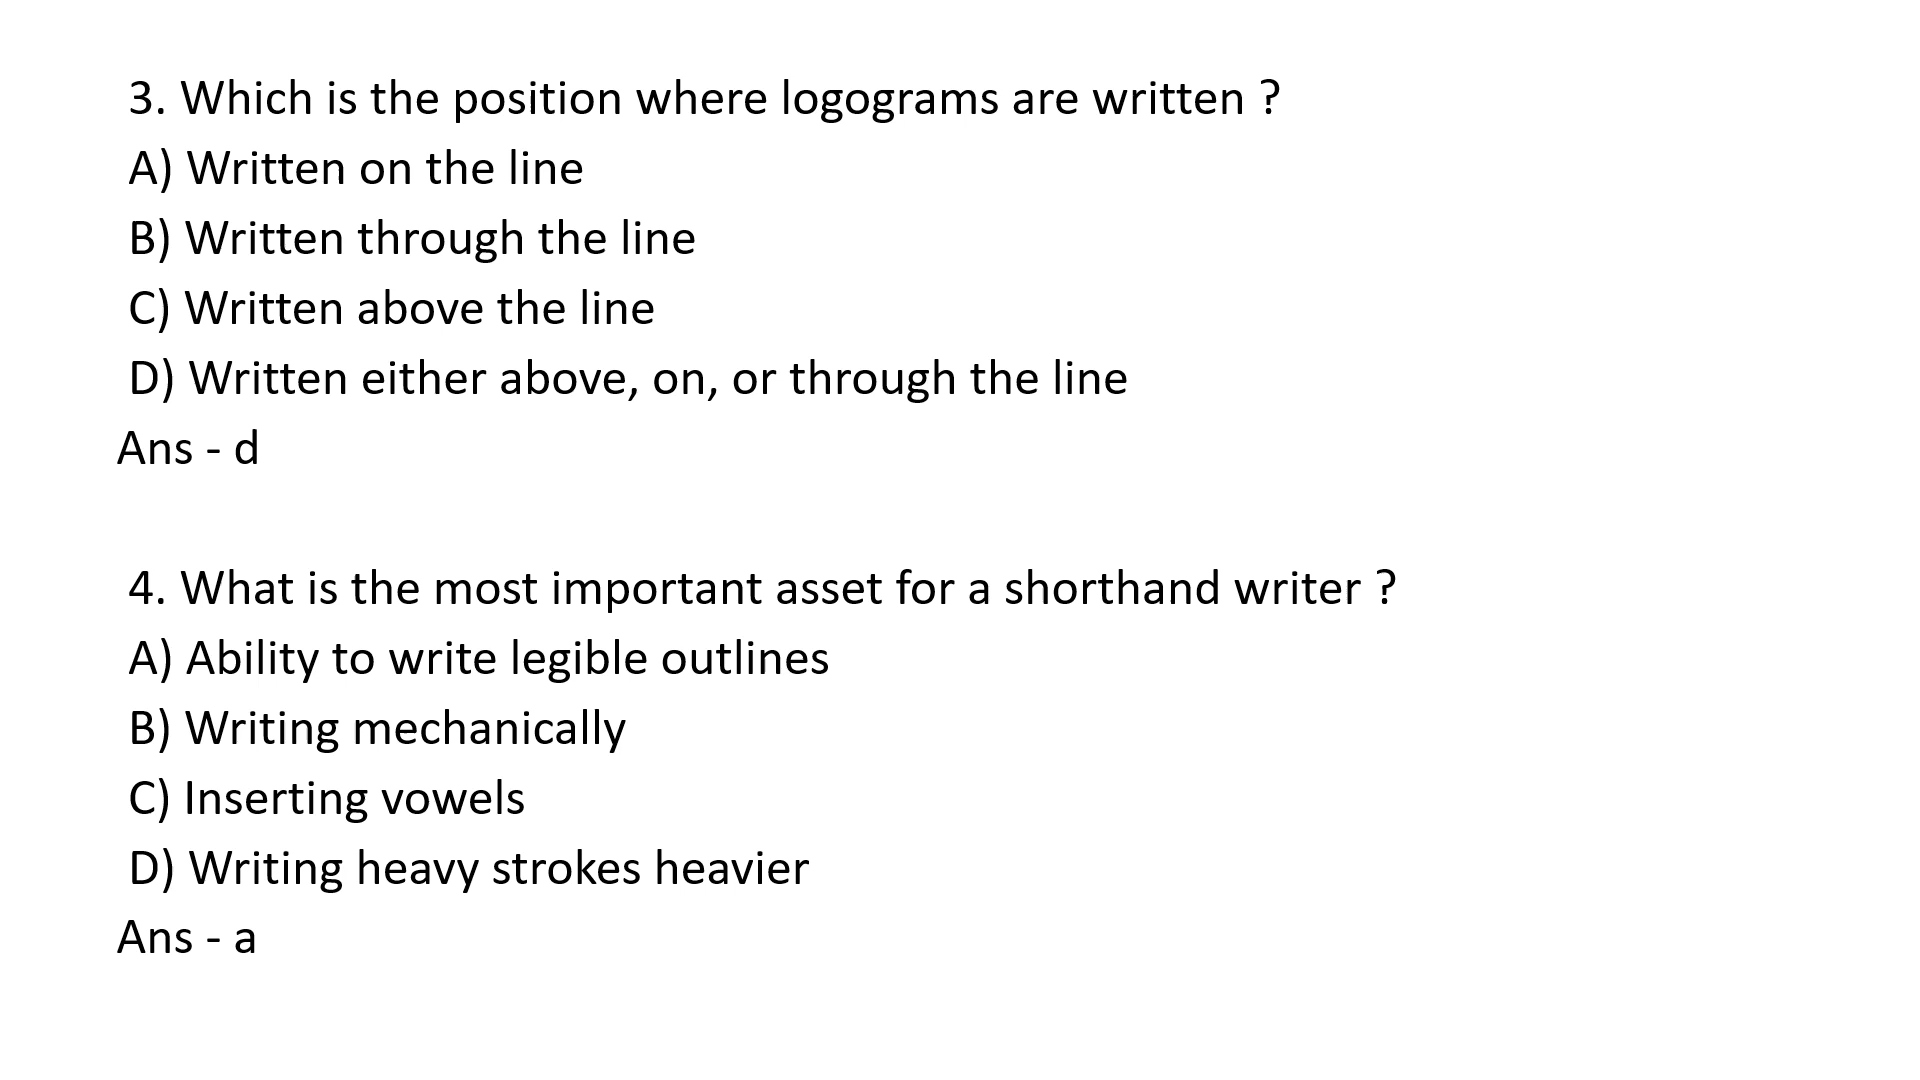 3. Which is the position where logograms are written ?
A) Written on the line
B) Written through the line
C) Written above the line
D) Written either above, on, or through the line
Ans - d
4. What is the most important asset for a shorthand writer ?
A) Ability to write legible outlines
B) Writing mechanically
C) Inserting vowels
D) Writing heavy strokes heavier
Ans - a